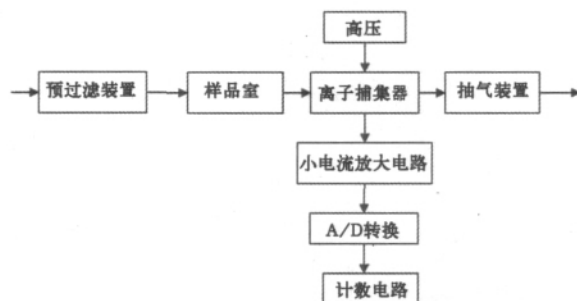 高压
预过滤装置
样品室
离子捕集器
抽气装置
小电流放大电路
A/D转换
计数电路